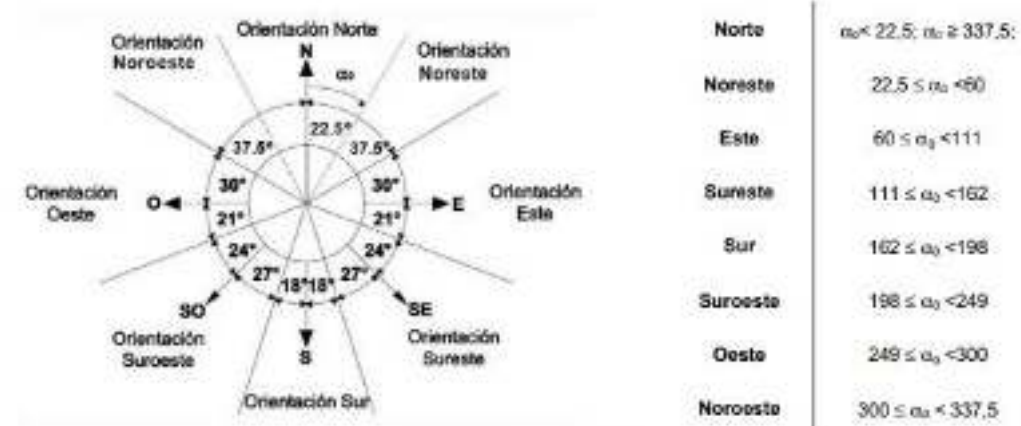 Orientación Norte
N
Orientación
Noroeste
Orientación
Noreste
α₀
22.5°
37.5°
37.5°
30°
30°
Orientación
Oeste
O
E
Orientación
Este
21°
21°
24°
24°
27°
18°
18°
27°
SO
SE
Orientación
Suroeste
S
Orientación
Sureste
Orientación Sur
Norte α₀< 22,5; α₀ ≥ 337,5;
Noreste 22,5 ≤ α₀ <60
Este 60 ≤ α₀ <111
Sureste 111 ≤ α₀ <162
Sur 162 ≤ α₀ <198
Suroeste 198 ≤ α₀ <249
Oeste 249 ≤ α₀ <300
Noroeste 300 ≤ α₀ < 337,5